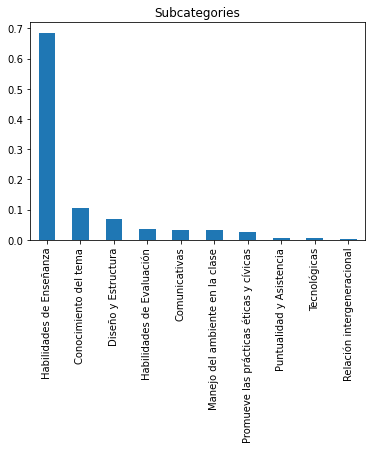 Subcategories
0.7
0.6
0.5
0.4
0.3
0.2
0.1
0.0
Habilidades de Enseñanza
Conocimiento del tema
Diseño y Estructura
Habilidades de Evaluación
Comunicativas
Manejo del ambiente en la clase
Promueve las prácticas éticas y cívicas
Puntualidad y Asistencia
Tecnológicas
Relación intergeneracional